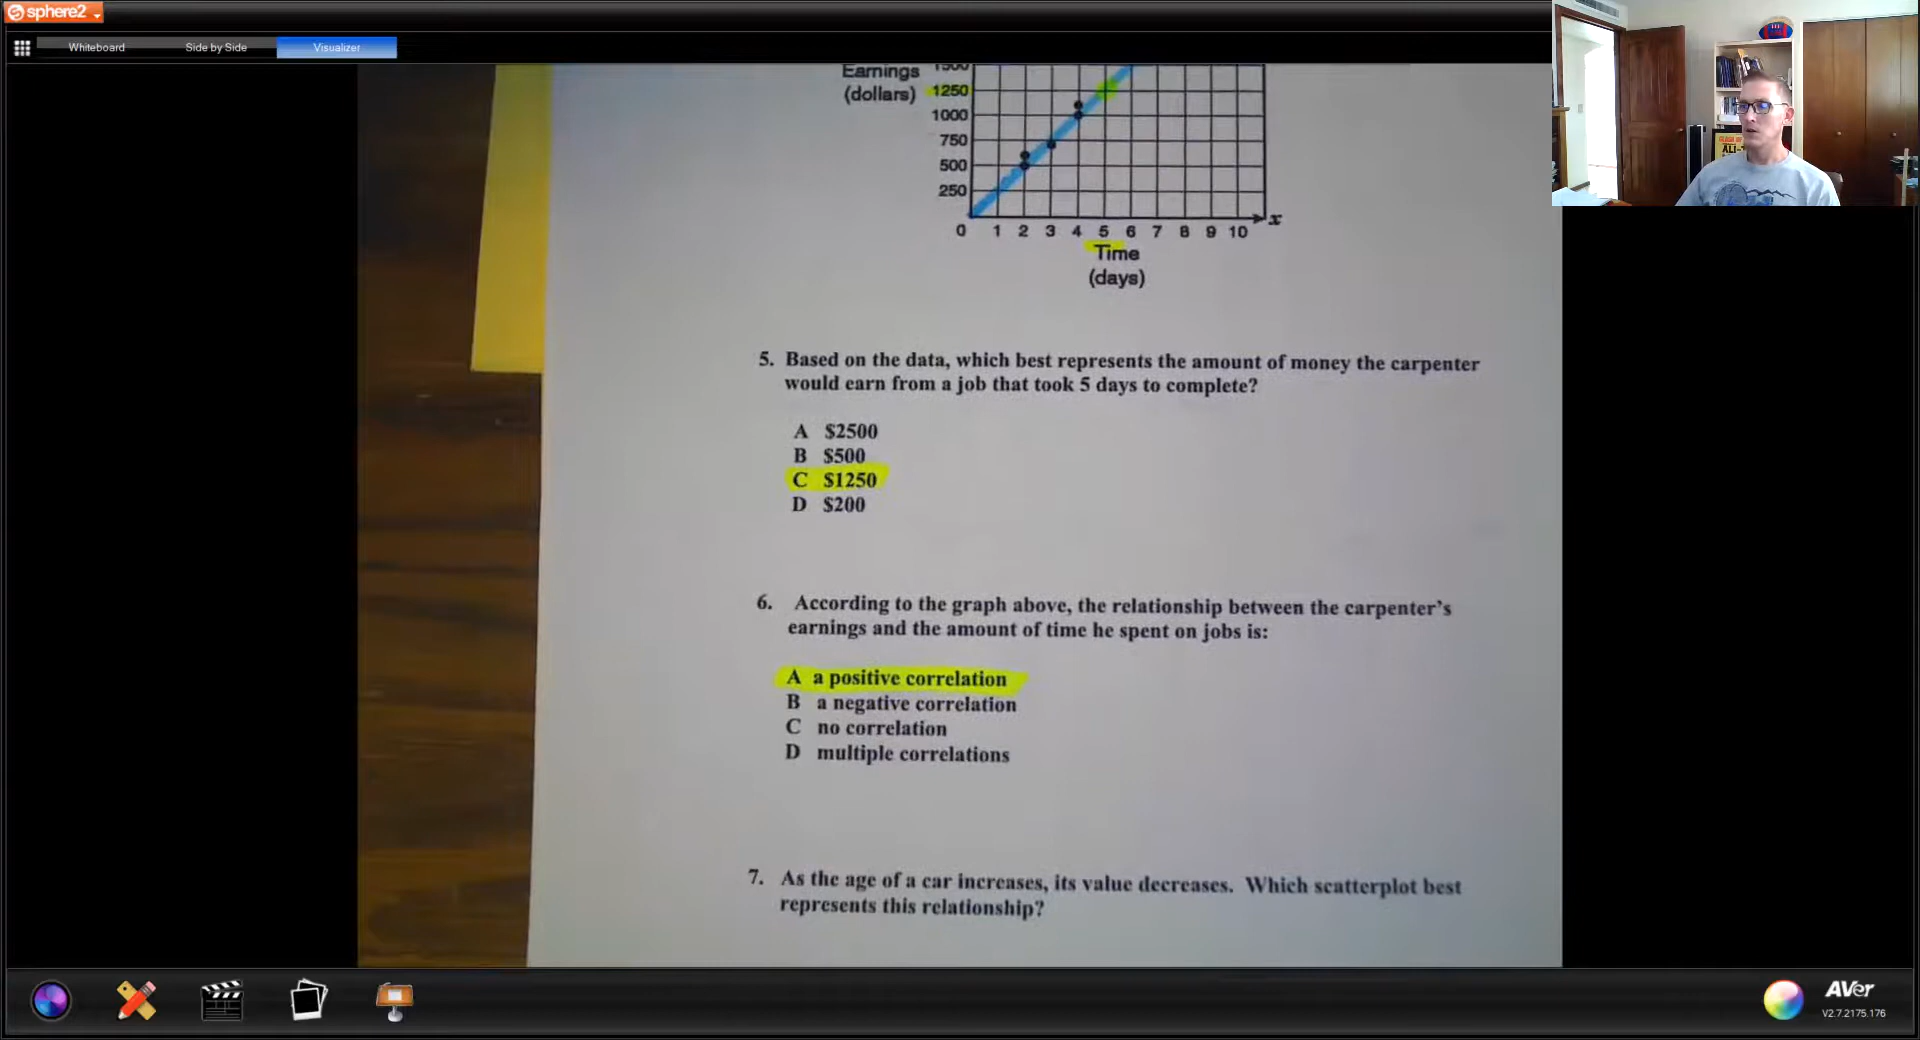 sphere2
Whiteboard
Side by Side
Visualizer
Earnings
(dollars)
1500
1250
1000
750
500
250
0 1 2 3 4 5 6 7 8 9 10
x
Time
(days)
5. Based on the data, which best represents the amount of money the carpenter
would earn from a job that took 5 days to complete?
A $2500
B $500
C $1250
D $200
6. According to the graph above, the relationship between the carpenter's
earnings and the amount of time he spent on jobs is:
A a positive correlation
B a negative correlation
C no correlation
D multiple correlations
7. As the age of a car increases, its value decreases. Which scatterplot best
represents this relationship?
AVer
V2.7.2175.176